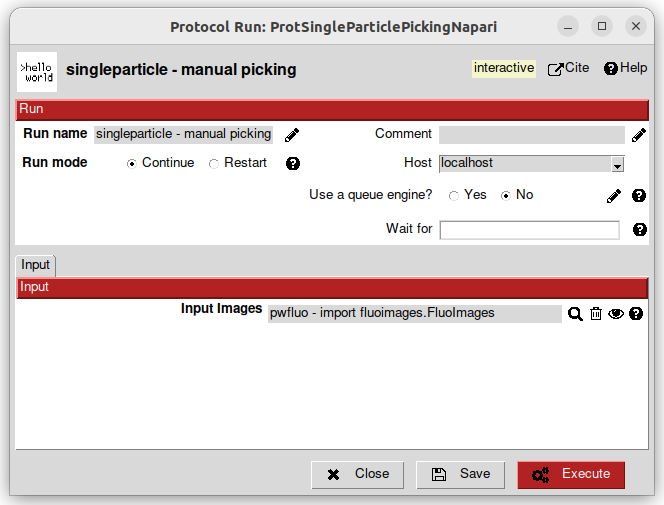 Protocol Run: ProtSingleParticlePickingNapari
>hello
world
singleparticle - manual picking
interactive
Cite
Help
Run
Run name singleparticle - manual picking Comment
Run mode Continue Restart Host localhost
Use a queue engine? Yes No
Wait for
Input
Input
Input Images pwfluo - import fluoimages.FluoImages
Close Save Execute